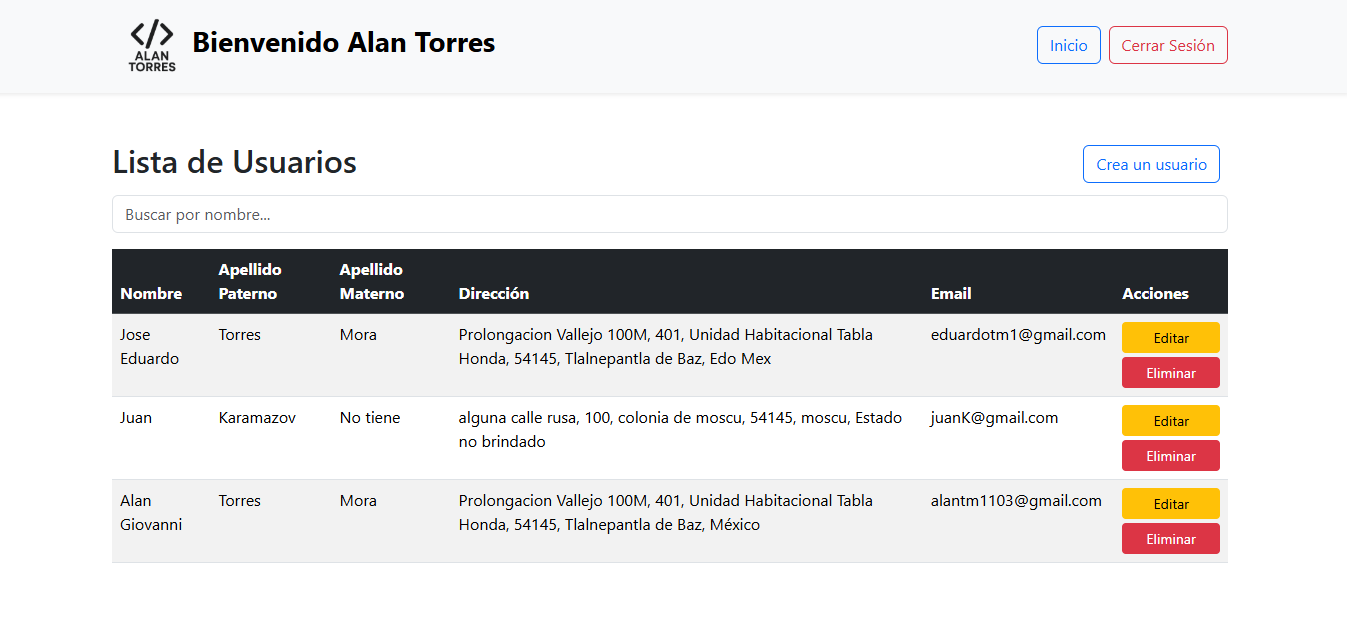 </>
ALAN
TORRES
Bienvenido Alan Torres
Inicio
Cerrar Sesión
Lista de Usuarios
Crea un usuario
Buscar por nombre...
Nombre
Apellido
Paterno
Apellido
Materno
Dirección
Email
Acciones
Jose
Eduardo
Torres
Mora
Prolongacion Vallejo 100M, 401, Unidad Habitacional Tabla
Honda, 54145, Tlalnepantla de Baz, Edo Mex
eduardotm1@gmail.com
Editar
Eliminar
Juan
Karamazov
No tiene
alguna calle rusa, 100, colonia de moscu, 54145, moscu, Estado
no brindado
juanK@gmail.com
Editar
Eliminar
Alan
Giovanni
Torres
Mora
Prolongacion Vallejo 100M, 401, Unidad Habitacional Tabla
Honda, 54145, Tlalnepantla de Baz, México
alantm1103@gmail.com
Editar
Eliminar